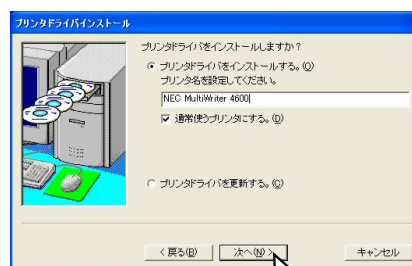 プリンタドライバインストール
プリンタドライバをインストールしますか?
プリンタドライバをインストールする。(O)
プリンタ名を設定してください。
NEC MultiWriter 4600
通常使うプリンタにする。(D)
プリンタドライバを更新する。(C)
< 戻る(B)
次へ(N) >
キャンセル